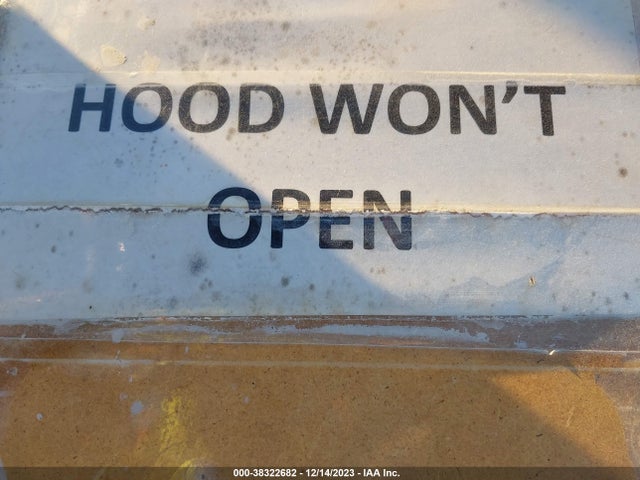 HOOD WON'T
OPEN
000-38322682 - 12/14/2023 - IAA Inc.